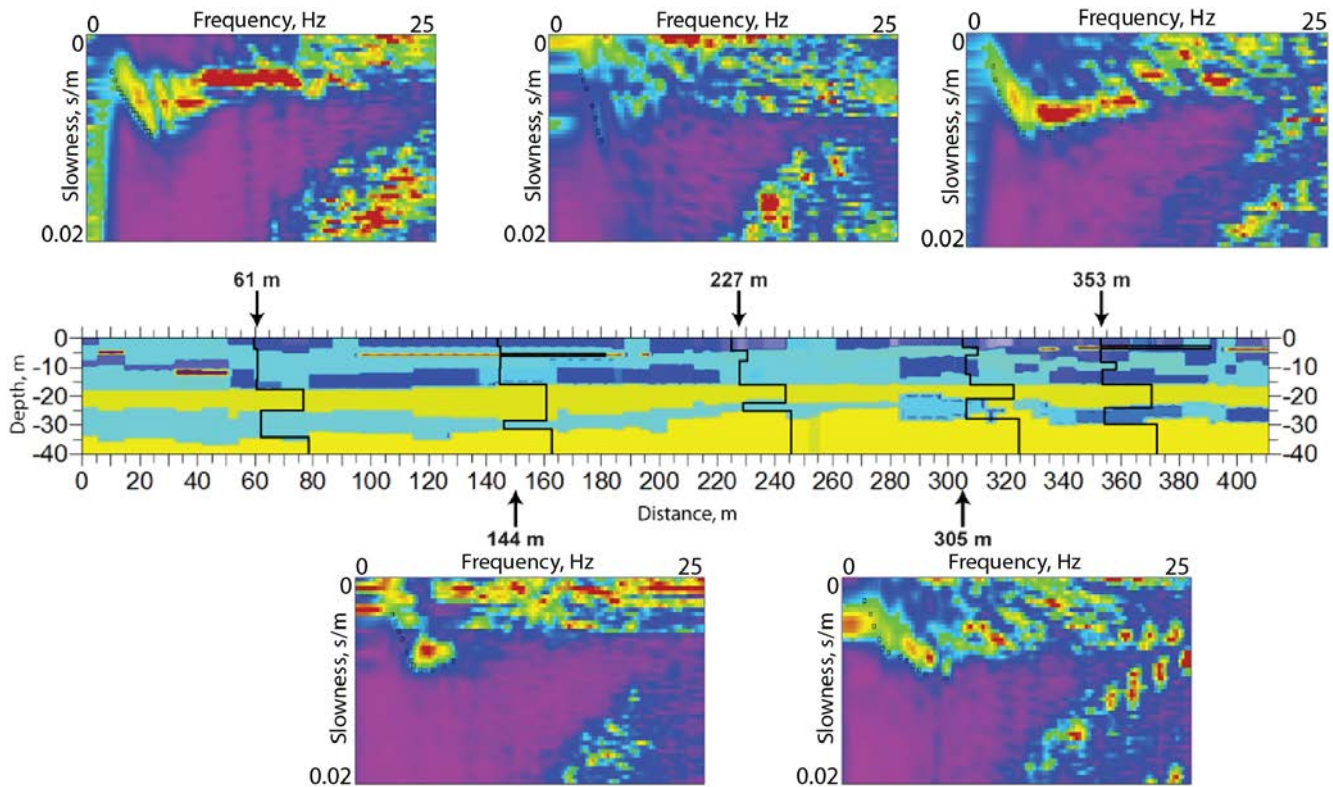 Frequency, Hz
0 25
0
Slowness, s/m
0.02
Frequency, Hz
0 25
0
Slowness, s/m
0.02
Frequency, Hz
0 25
0
Slowness, s/m
0.02
61 m 227 m 353 m
Depth, m
0 0
-10 -10
-20 -20
-30 -30
-40 -40
0 20 40 60 80 100 120 140 160 180 200 220 240 260 280 300 320 340 360 380 400
Distance, m
144 m 305 m
Frequency, Hz
0 25
0
Slowness, s/m
0.02
Frequency, Hz
0 25
0
Slowness, s/m
0.02